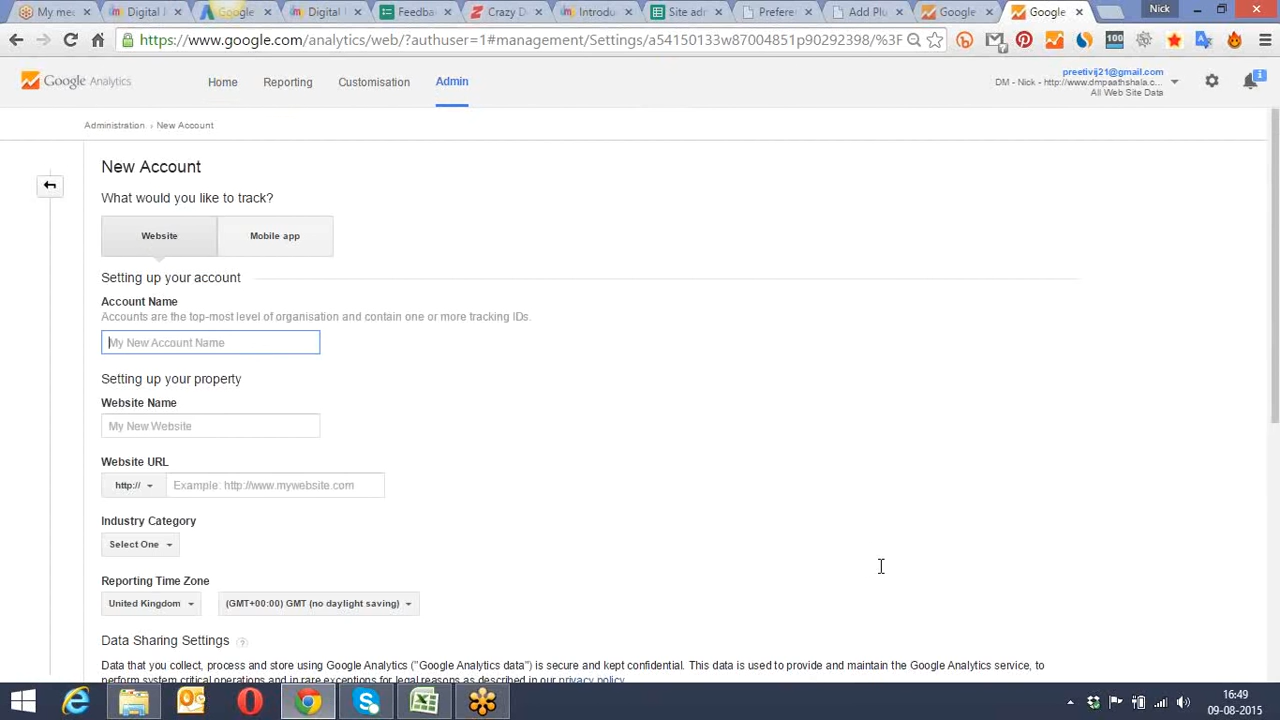 My me
Digital I
Google
Digital I
Feedba
Crazy D
Introdu
Site adr
Prefere
Add Plu
Google
Google
Nick
https://www.google.com/analytics/web/?authuser=1#management/Settings/a54150133w87004851p90292398/%3F
100
Google Analytics
Home
Reporting
Customisation
Admin
preetivij21@gmail.com
DM - Nick - http://www.dmpaathshala.c...
All Web Site Data
Administration › New Account
New Account
What would you like to track?
Website
Mobile app
Setting up your account
Account Name
Accounts are the top-most level of organisation and contain one or more tracking IDs.
My New Account Name
Setting up your property
Website Name
My New Website
Website URL
http://
Example: http://www.mywebsite.com
Industry Category
Select One
Reporting Time Zone
United Kingdom
(GMT+00:00) GMT (no daylight saving)
Data Sharing Settings ?
Data that you collect, process and store using Google Analytics ("Google Analytics data") is secure and kept confidential. This data is used to provide and maintain the Google Analytics service, to
perform system critical operations and in rare exceptions for legal reasons as described in our privacy policy.
16:49
09-08-2015